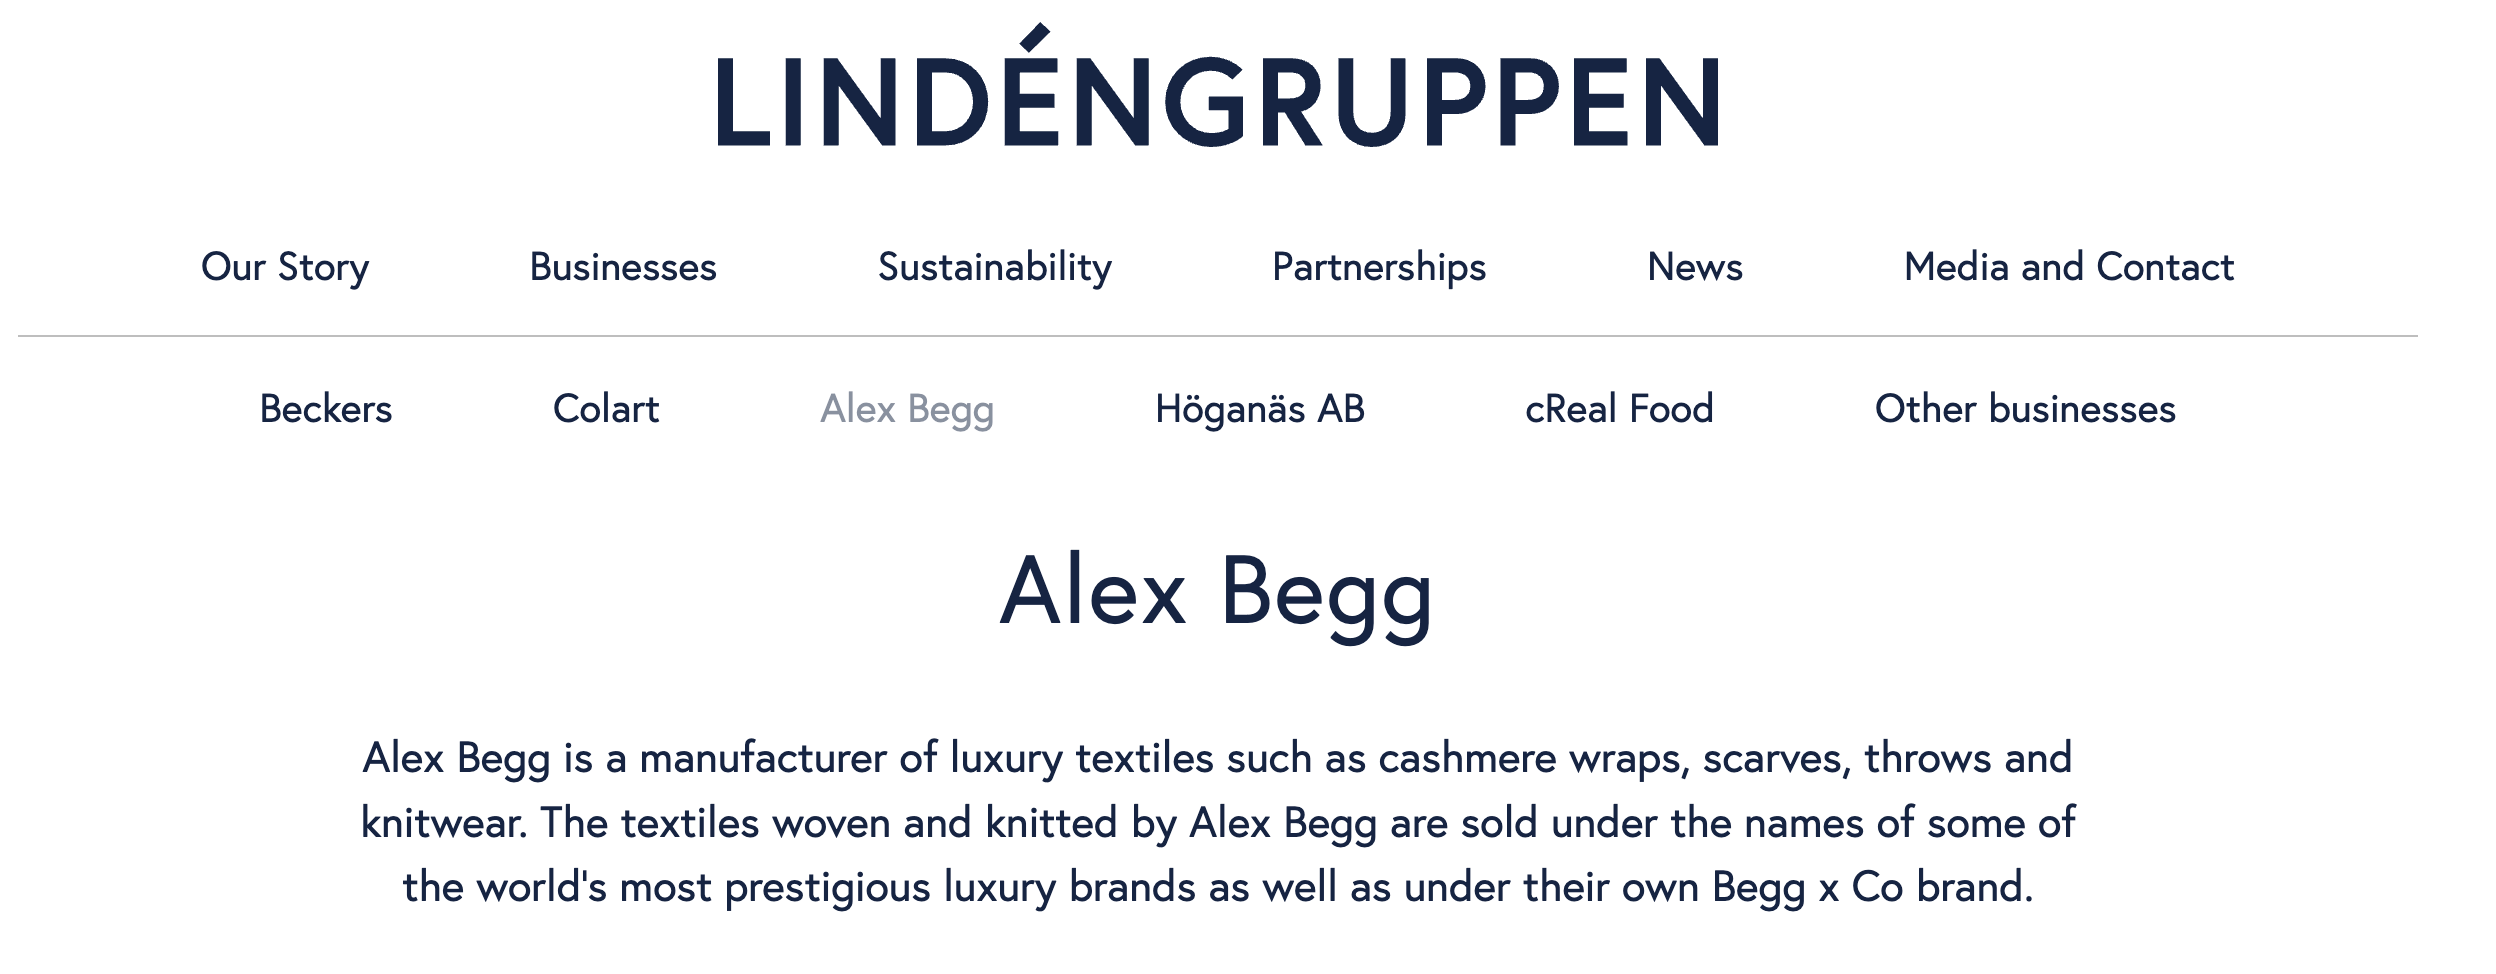 LINDÉNGRUPPEN
Our Story Businesses Sustainability Partnerships News Media and Contact
Beckers Colart Alex Begg Höganäs AB cReal Food Other businesses
Alex Begg
Alex Begg is a manufacturer of luxury textiles such as cashmere wraps, scarves, throws and
knitwear. The textiles woven and knitted by Alex Begg are sold under the names of some of
the world's most prestigious luxury brands as well as under their own Begg x Co brand.